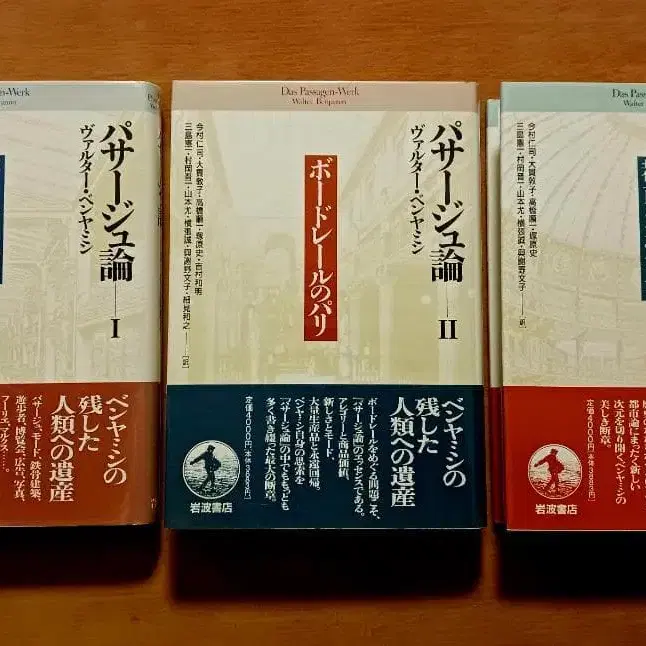 パサージュ論——Ⅰ
ヴァルター・ベンヤミン
ベンヤミンの
残した
人類への遺産
パサージュ、モード、鉄骨建築、
遊歩者、博覧会、広告、写真、
フーリエ、マルクス……。
Das Passagen-Werk
Walter Benjamin
パサージュ論——Ⅱ
ヴァルター・ベンヤミン
ボードレールのパリ
今村仁司・大貫敦子・高橋順一・塚原史・吉村和明
三島憲一・村岡晋一・山本尤・横張誠・與謝野文子・細見和之——[訳]
ベンヤミンの
残した
人類への遺産
ボードレールをめぐる問題こそ、
『パサージュ論』のエッセンスである。
アレゴリーと商品価値、
新しさとモード、
大量生産品と永遠回帰。
ベンヤミン自身の思索を
『パサージュ論』の中でももっとも
多く書き綴った最大の断章。
定価4000円
岩波書店
Das Pass
Walter
今村仁司・大貫敦子・高橋順一・塚原史
三島憲一・村岡晋一・山本尤・横張誠・與謝野文子——[訳]
都市論にまったく新しい
次元を切り開くベンヤミンの
美しき断章。
定価4000円
岩波書店